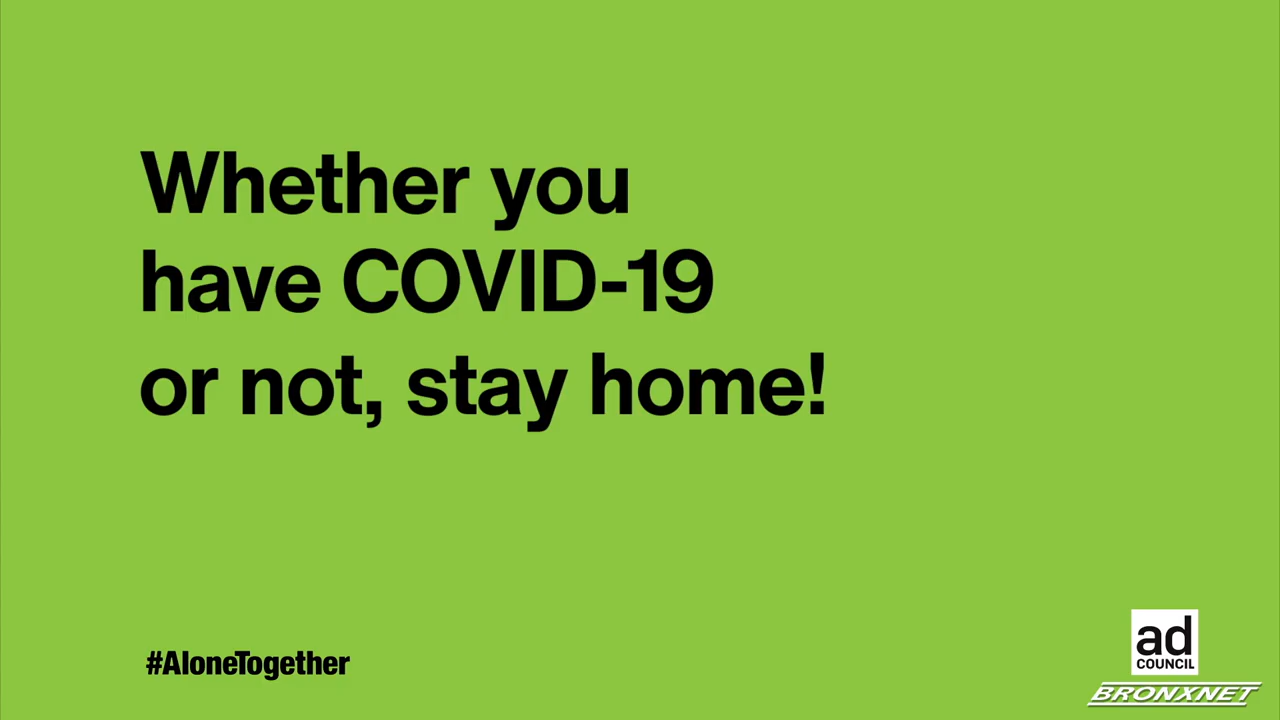 Whether you
have COVID-19
or not, stay home!
#AloneTogether
ad
COUNCIL
BRONXNET